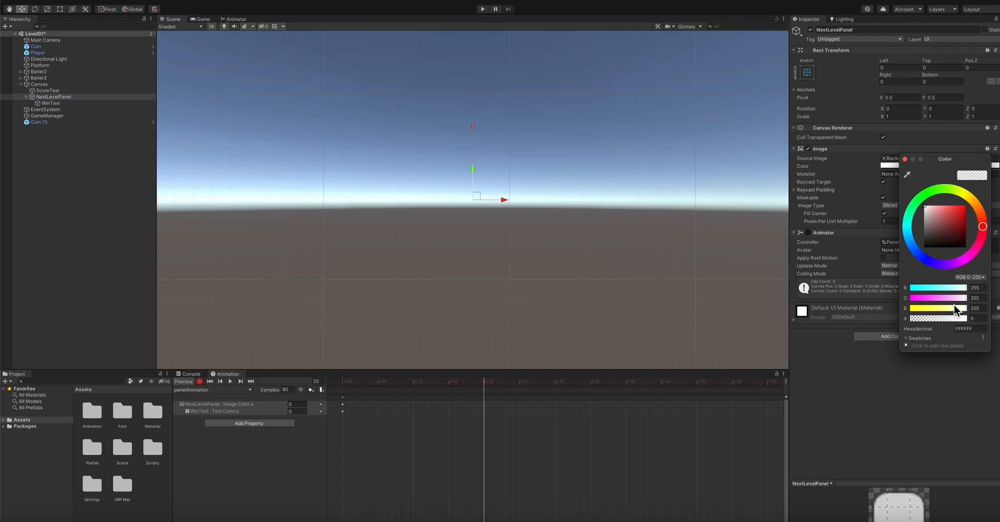 Pivot Global Account Layers Layout
Hierarchy
All
Level01*
Main Camera
Coin
Player
Directional Light
Platform
Barier2
Barier3
Canvas
ScoreText
NextLevelPanel
WinText
EventSystem
GameManager
Coin (1)
Scene Game Animator
Shaded 2D 0 Gizmos All
0
Inspector Lighting
NextLevelPanel Stati
Tag Untagged Layer UI
Rect Transform
stretch Left Top Pos Z
stretch 0 0 0
Right Bottom
0 0
Anchors
Pivot X 0.5 Y 0.5
Rotation X 0 Y 0 Z 0
Scale X 1 Y 1 Z 1
Canvas Renderer
Cull Transparent Mesh
Image
Source Image Backg
Color
Material None (M
Raycast Target
Raycast Padding
Maskable
Image Type Sliced
Fill Center
Pixels Per Unit Multiplier 1
Animator
Controller Panel
Avatar None (A
Apply Root Motion
Update Mode Normal
Culling Mode Always
Clip Count: 0
Curves Pos: 0 Quat: 0 Euler: 0 Scale: 0 Muscle
Curves Count: 0 Constant: 0 (0.0%) Dense: 0 (
Default UI Material (Material)
Shader UI/Default Edit
Add Con
Color
RGB 0-255
R 255
G 255
B 255
A 0
Hexadecimal FFFFFF
Swatches
Click to add new preset
Project
16
Favorites
All Materials
All Models
All Prefabs
Assets
Packages
Assets
Animation Font Material
Prefab Scene Scripts
Settings URP Mat
Console Animation
Preview 20
panelAnimation Samples 60
NextLevelPanel : Image.Color.a 0
WinText : Text.Color.a 0
Add Property
0:00 0:05 0:10 0:15 0:20 0:25 0:30 0:35 0:40 0:45 0:50 0:55 1:00
NextLevelPanel